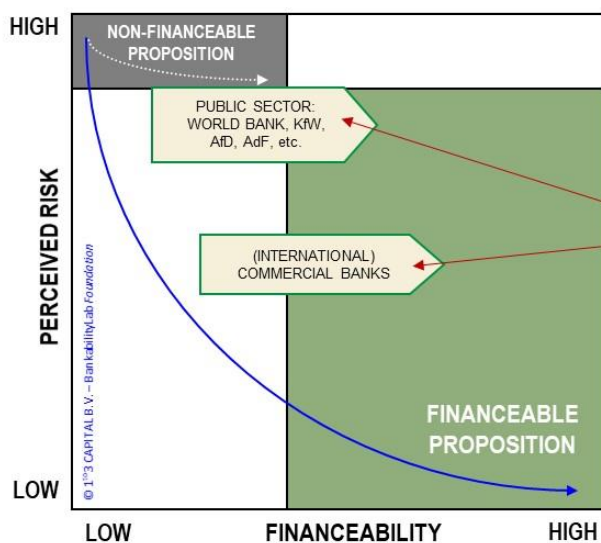 HIGH
NON-FINANCEABLE
PROPOSITION
PUBLIC SECTOR:
WORLD BANK, KfW,
AfD, AdF, etc.
(INTERNATIONAL)
COMMERCIAL BANKS
PERCEIVED RISK
© 1to3 CAPITAL B.V. – BankabilityLab Foundation
FINANCEABLE
PROPOSITION
LOW
LOW
FINANCEABILITY
HIGH